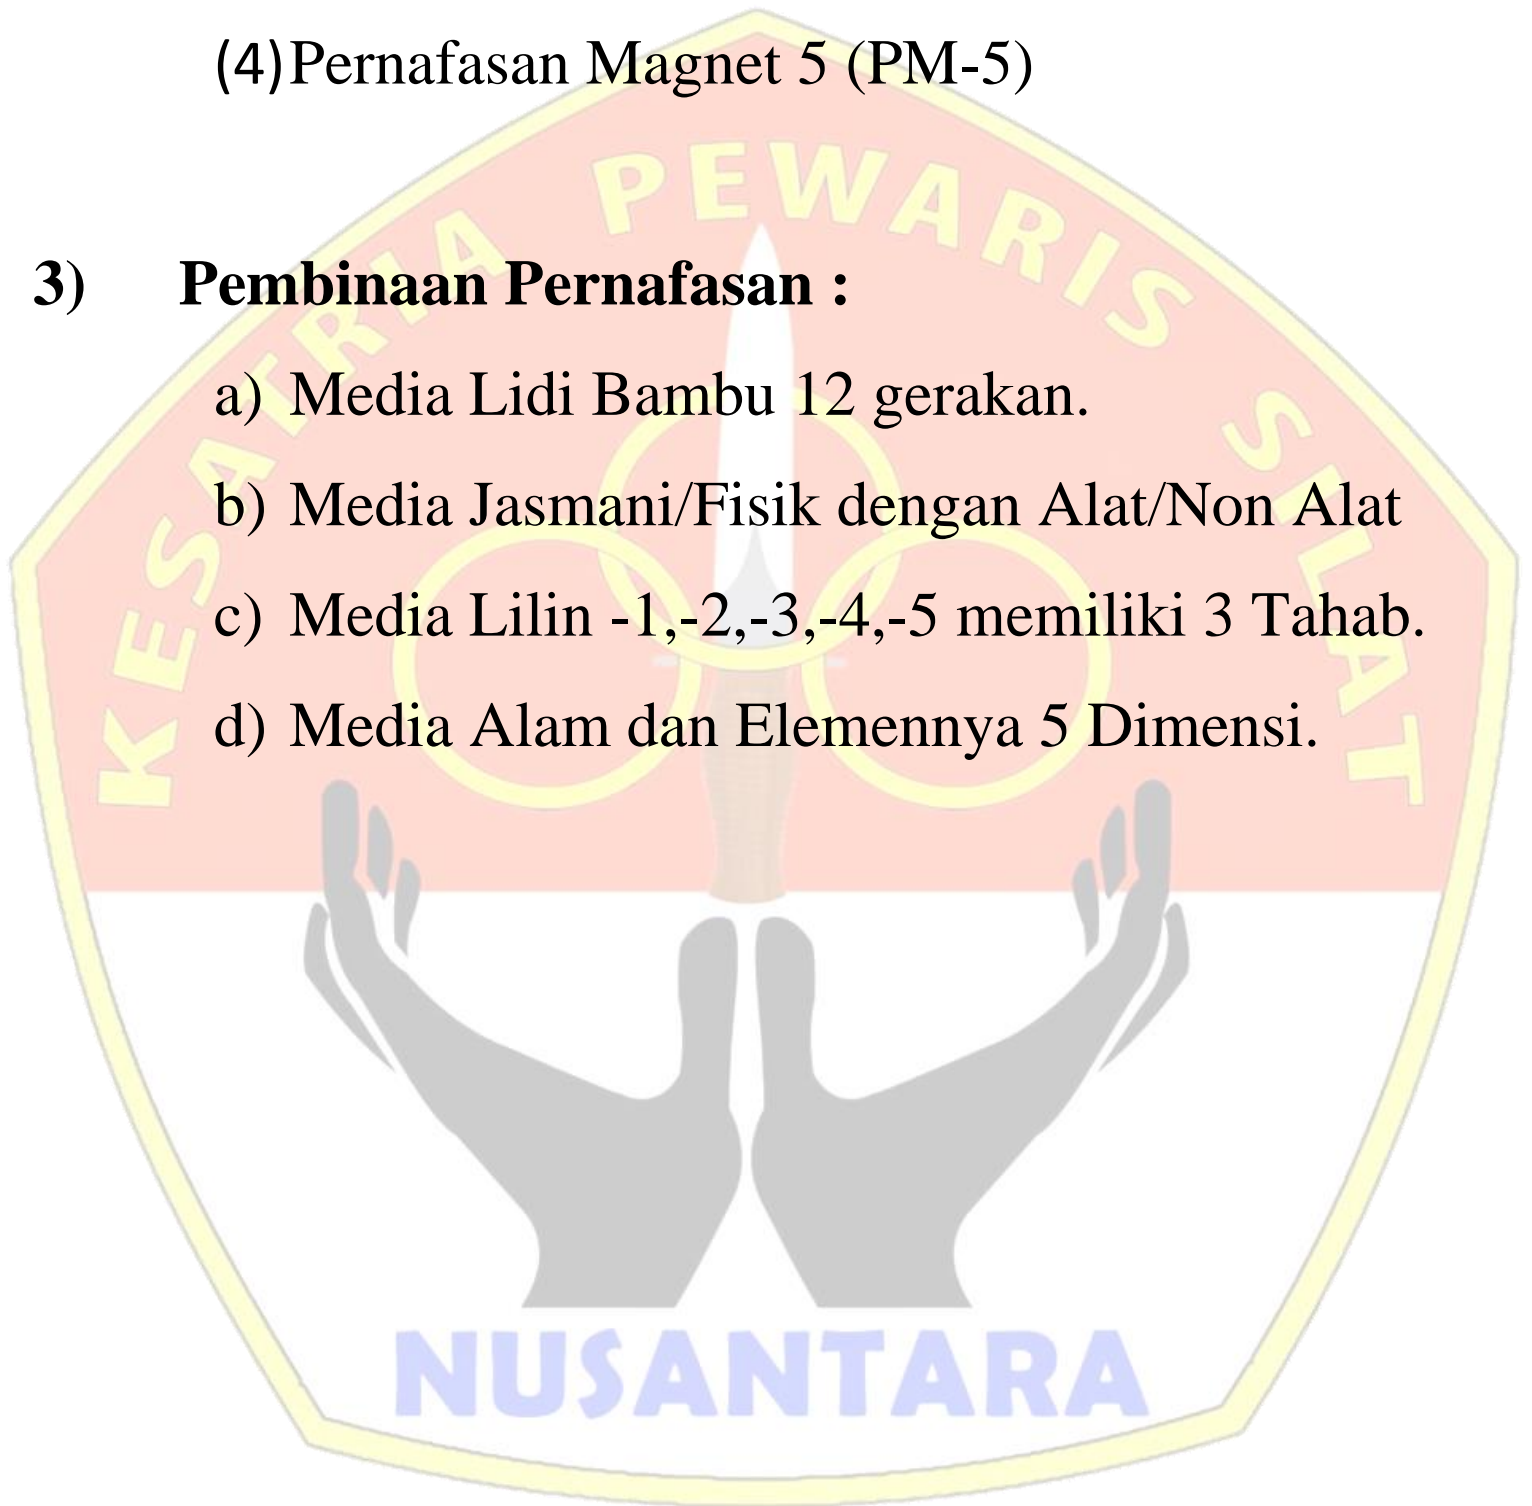 (4) Pernafasan Magnet 5 (PM-5)
3) Pembinaan Pernafasan :
a) Media Lidi Bambu 12 gerakan.
b) Media Jasmani/Fisik dengan Alat/Non Alat
c) Media Lilin -1,-2,-3,-4,-5 memiliki 3 Tahab.
d) Media Alam dan Elemennya 5 Dimensi.
KESATRIA PEWARIS SILAT
NUSANTARA